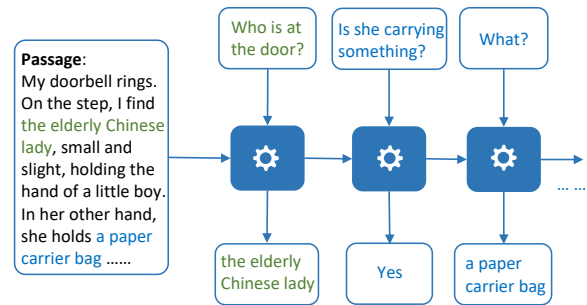 Passage:
My doorbell rings.
On the step, I find
the elderly Chinese
lady, small and
slight, holding the
hand of a little boy.
In her other hand,
she holds a paper
carrier bag ......
Who is at
the door?
Is she carrying
something?
What?
... ...
the elderly
Chinese lady
Yes
a paper
carrier bag